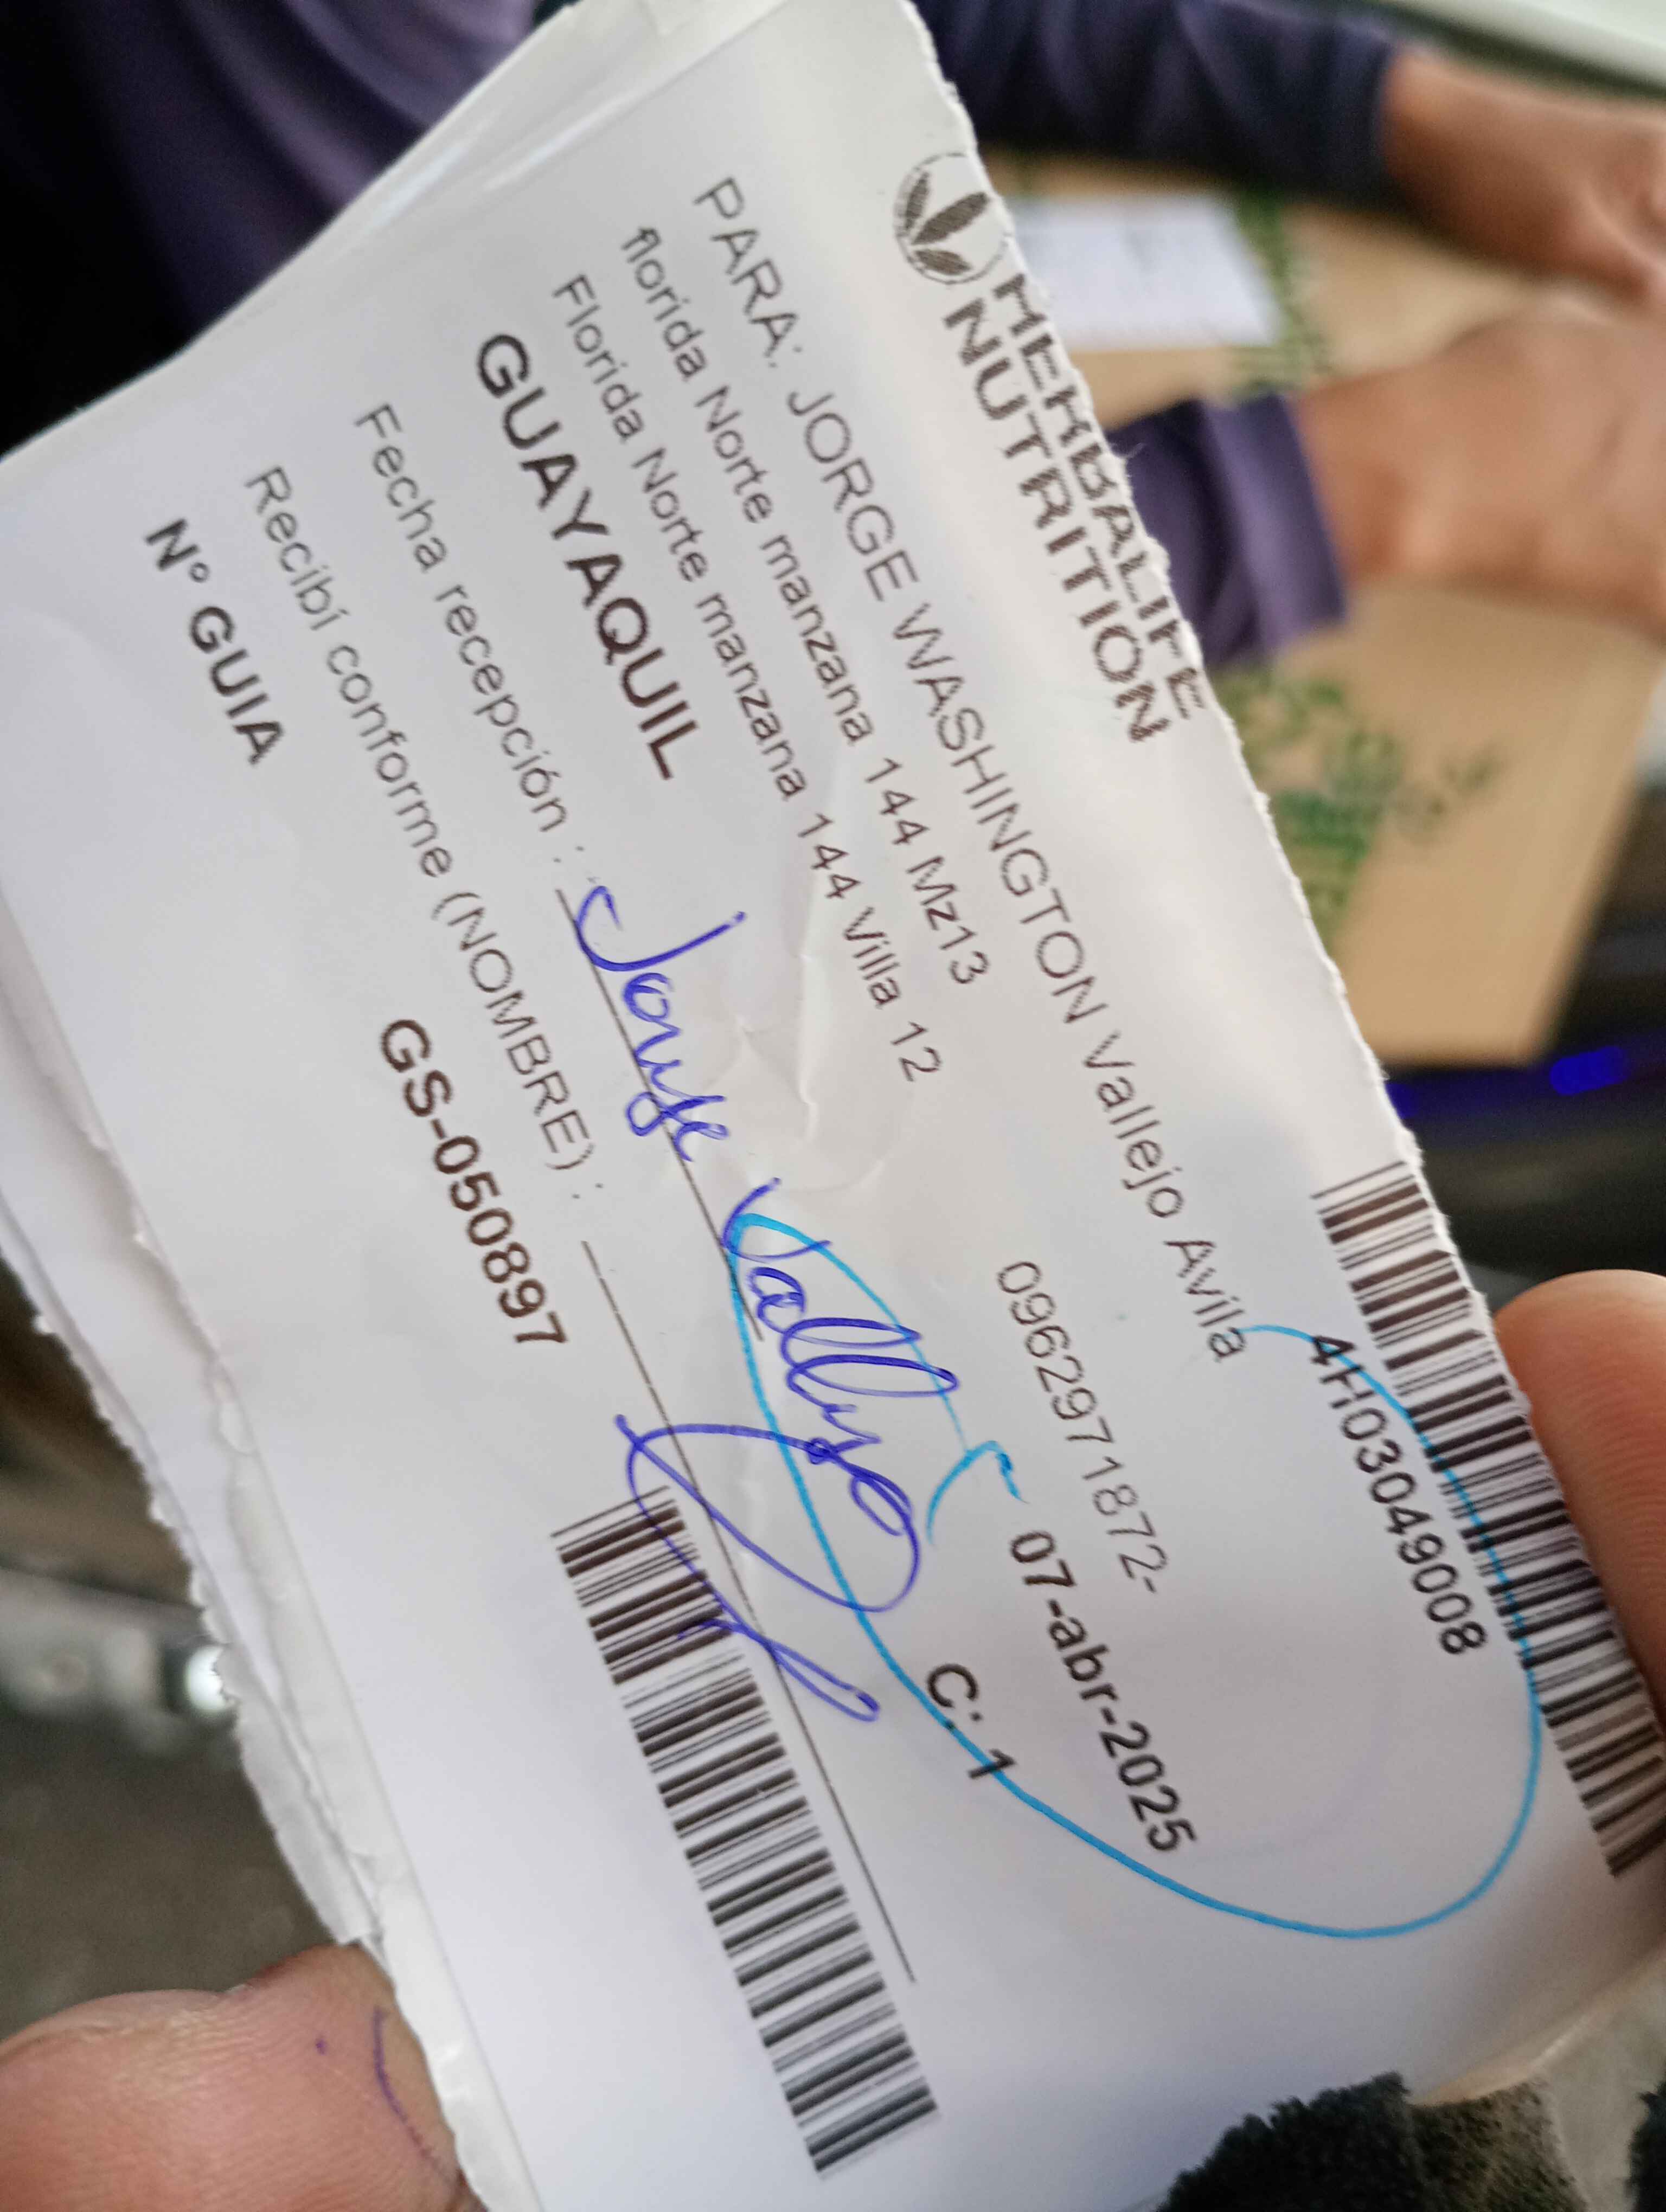 HERBALIFE
NUTRITION
4H03049008
PARA: JORGE WASHINGTON Vallejo Avila
florida Norte manzana 144 Mz13
0962971872-
Florida Norte manzana 144 Villa 12
07-abr-2025
GUAYAQUIL
C: 1
Fecha recepción : Jorge Vallejo
Recibí conforme (NOMBRE) :
N° GUIA
GS-050897